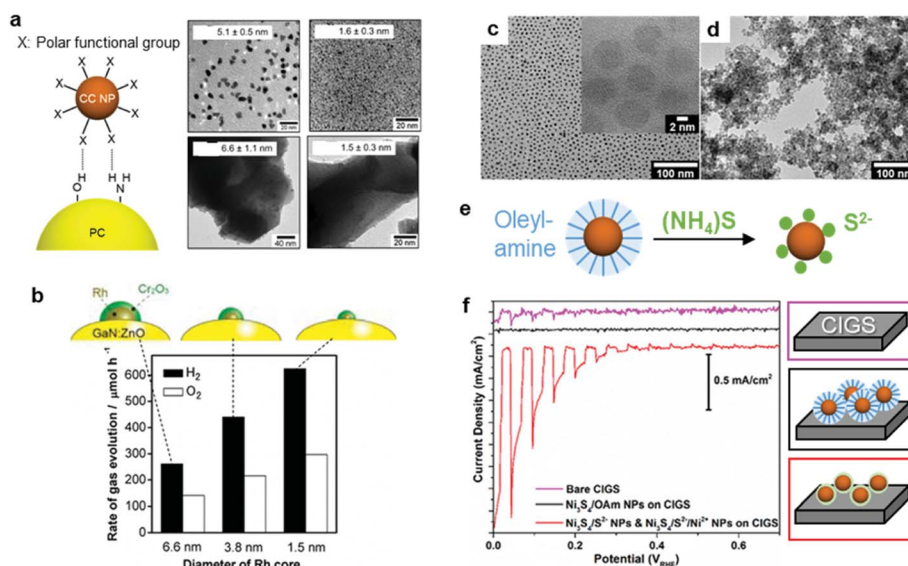 a
X: Polar functional group
X
X
X
X
X
X
X
X
CC NP
H
O
H
H
N
PC
5.1 ± 0.5 nm
1.6 ± 0.3 nm
20 nm
20 nm
6.6 ± 1.1 nm
1.5 ± 0.3 nm
40 nm
20 nm
b
Rh
Cr₂O₃
GaN:ZnO
Rate of gas evolution / μmol h⁻¹
600
500
400
300
200
100
0
H₂
O₂
6.6 nm
3.8 nm
1.5 nm
Diameter of Rh core
c
2 nm
100 nm
d
100 nm
e
Oleyl-
amine
(NH₄)S
S²⁻
f
Current Density (mA/cm²)
0.5 mA/cm²
Bare CIGS
Ni₃S₄/OAm NPs on CIGS
Ni₃S₄/S²⁻ NPs & Ni₃S₄/S²⁻/Ni²⁺ NPs on CIGS
0.0
0.2
0.4
0.6
Potential (V_RHE)
CIGS